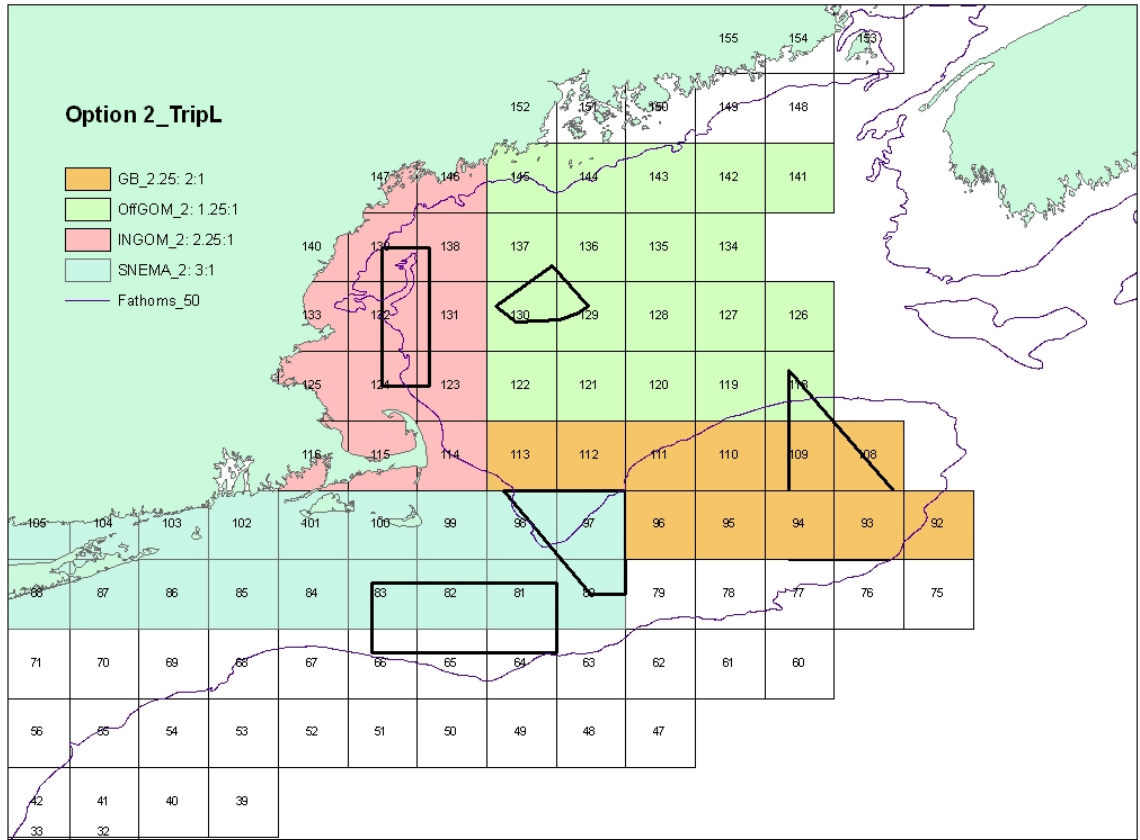 155 154 153
152 151 150 149 148
Option 2_TripL
GB_2.25: 2:1
OffGOM_2: 1.25:1
INGOM_2: 2.25:1
SNEMA_2: 3:1
Fathoms_50
147 146 145 144 143 142 141
140 139 138 137 136 135 134
133 132 131 130 129 128 127 126
125 124 123 122 121 120 119 118
116 115 114 113 112 111 110 109 108
105 104 103 102 101 100 99 98 97 96 95 94 93 92
88 87 86 85 84 83 82 81 80 79 78 77 76 75
71 70 69 68 67 66 65 64 63 62 61 60
56 55 54 53 52 51 50 49 48 47
42 41 40 39
33 32